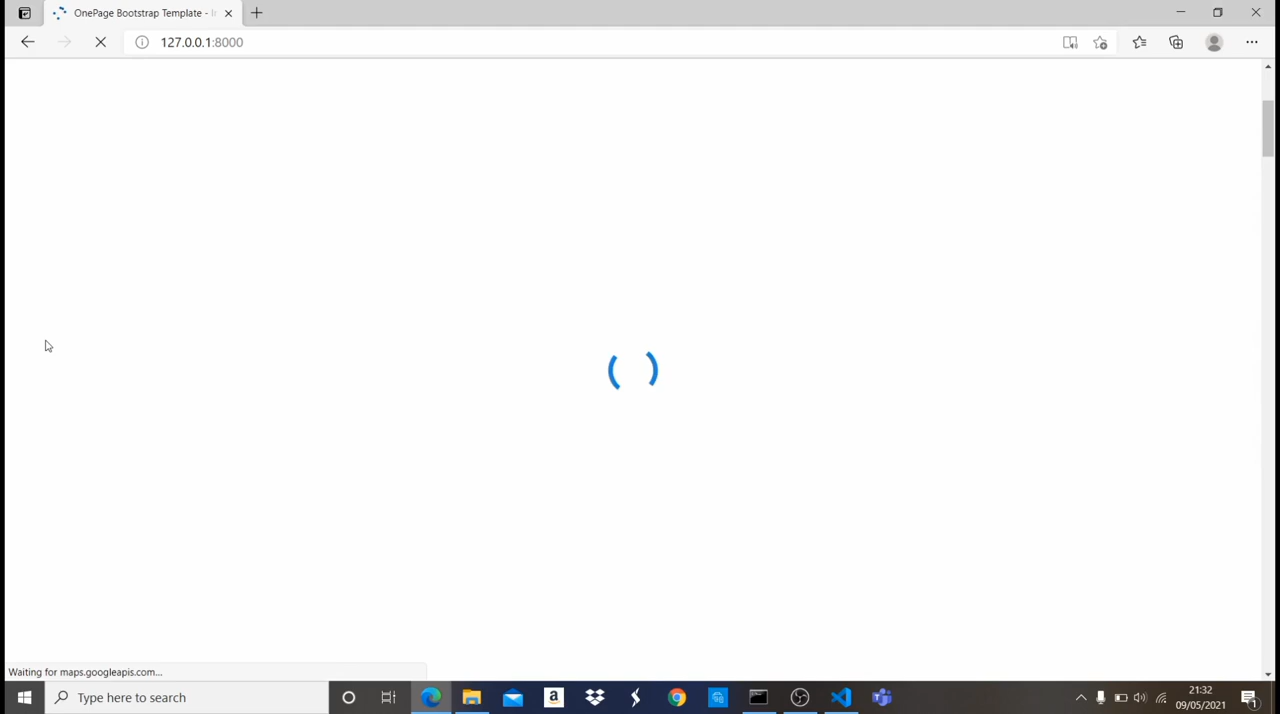 OnePage Bootstrap Template - I
127.0.0.1:8000
Waiting for maps.googleapis.com...
Type here to search
21:32
09/05/2021
1